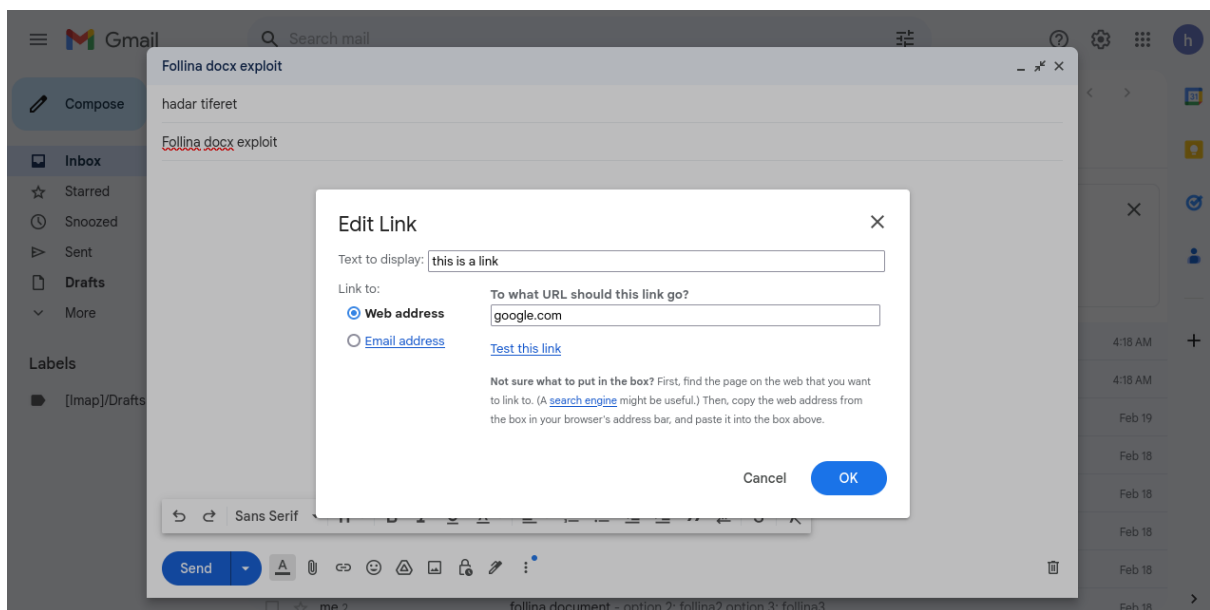 Gmail
Search mail
h
Follina docx exploit
Compose
hadar tiferet
31
Follina docx exploit
Inbox
Starred
Snoozed
Sent
Drafts
More
Labels
[Imap]/Drafts
Edit Link
Text to display: this is a link
Link to:
To what URL should this link go?
Web address
google.com
Email address
Test this link
Not sure what to put in the box? First, find the page on the web that you want
to link to. (A search engine might be useful.) Then, copy the web address from
the box in your browser's address bar, and paste it into the box above.
Cancel OK
4:18 AM
4:18 AM
Feb 19
Feb 18
Feb 18
Feb 18
Feb 18
Feb 18
Sans Serif
Send
me 2
follina document - option 2: follina2 option 3: follina3